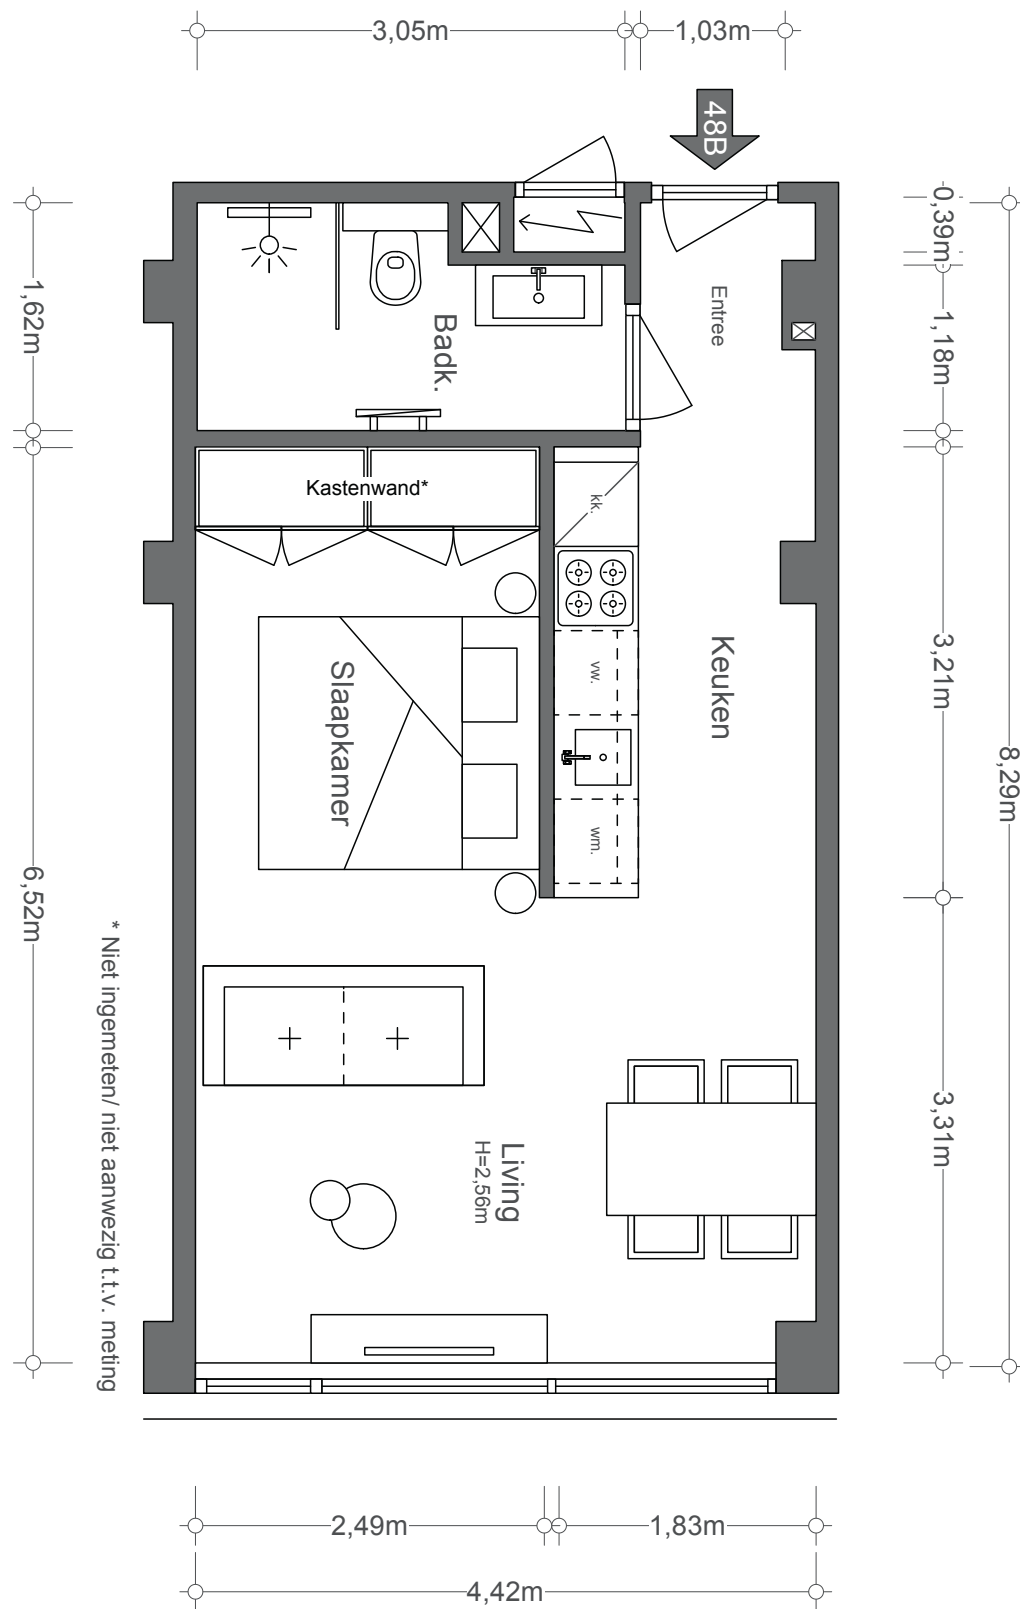 3,05m
1,03m
48B
0,39m
1,62m
Badk.
Entree
1,18m
Kastenwand*
kk.
Slaapkamer
vw.
Keuken
3,21m
8,29m
wm.
6,52m
* Niet ingemeten/ niet aanwezig t.t.v. meting
Living
H=2,56m
3,31m
2,49m
1,83m
4,42m